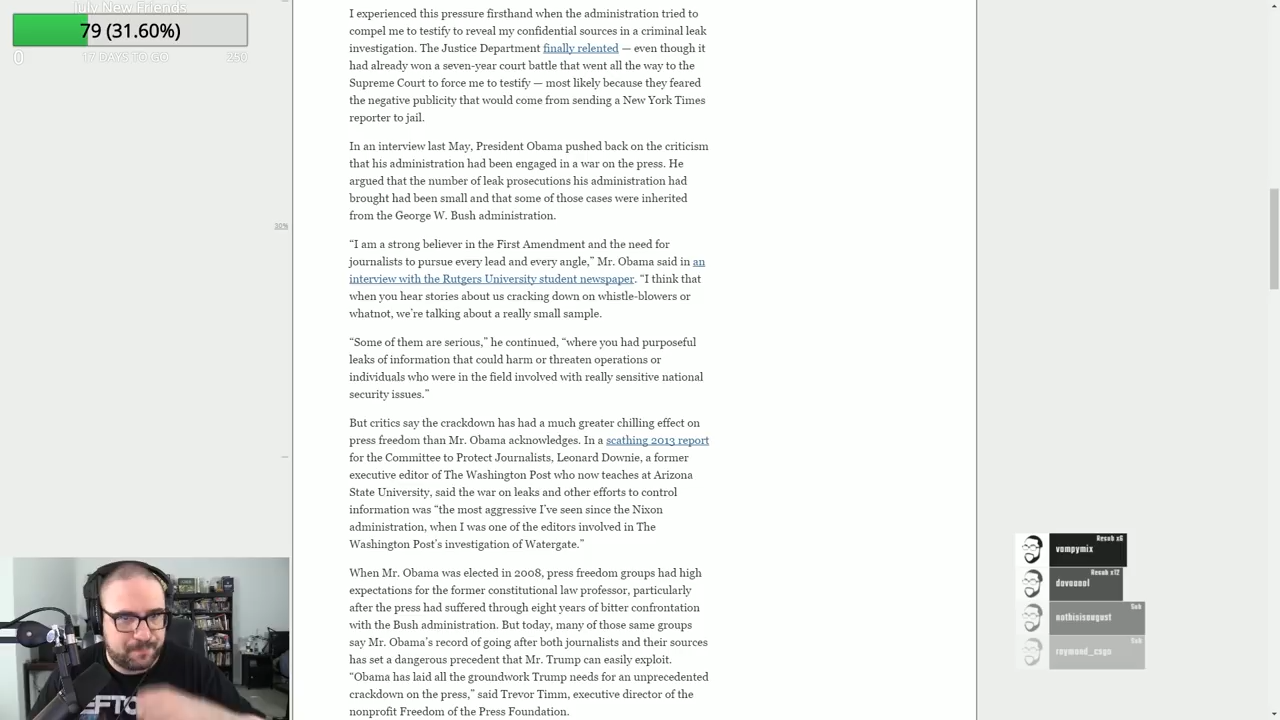 July New Friends
79 (31.60%)
0 17 DAYS TO GO 250
I experienced this pressure firsthand when the administration tried to
compel me to testify to reveal my confidential sources in a criminal leak
investigation. The Justice Department finally relented — even though it
had already won a seven-year court battle that went all the way to the
Supreme Court to force me to testify — most likely because they feared
the negative publicity that would come from sending a New York Times
reporter to jail.
In an interview last May, President Obama pushed back on the criticism
that his administration had been engaged in a war on the press. He
argued that the number of leak prosecutions his administration had
brought had been small and that some of those cases were inherited
from the George W. Bush administration.
30%
“I am a strong believer in the First Amendment and the need for
journalists to pursue every lead and every angle,” Mr. Obama said in an
interview with the Rutgers University student newspaper. “I think that
when you hear stories about us cracking down on whistle-blowers or
whatnot, we’re talking about a really small sample.
“Some of them are serious,” he continued, “where you had purposeful
leaks of information that could harm or threaten operations or
individuals who were in the field involved with really sensitive national
security issues.”
But critics say the crackdown has had a much greater chilling effect on
press freedom than Mr. Obama acknowledges. In a scathing 2013 report
for the Committee to Protect Journalists, Leonard Downie, a former
executive editor of The Washington Post who now teaches at Arizona
State University, said the war on leaks and other efforts to control
information was “the most aggressive I’ve seen since the Nixon
administration, when I was one of the editors involved in The
Washington Post’s investigation of Watergate.”
When Mr. Obama was elected in 2008, press freedom groups had high
expectations for the former constitutional law professor, particularly
after the press had suffered through eight years of bitter confrontation
with the Bush administration. But today, many of those same groups
say Mr. Obama’s record of going after both journalists and their sources
has set a dangerous precedent that Mr. Trump can easily exploit.
“Obama has laid all the groundwork Trump needs for an unprecedented
crackdown on the press,” said Trevor Timm, executive director of the
nonprofit Freedom of the Press Foundation.
Resub x6
vampymix
Resub x12
Sub
nothisisaugust
Sub
raymond_csgo